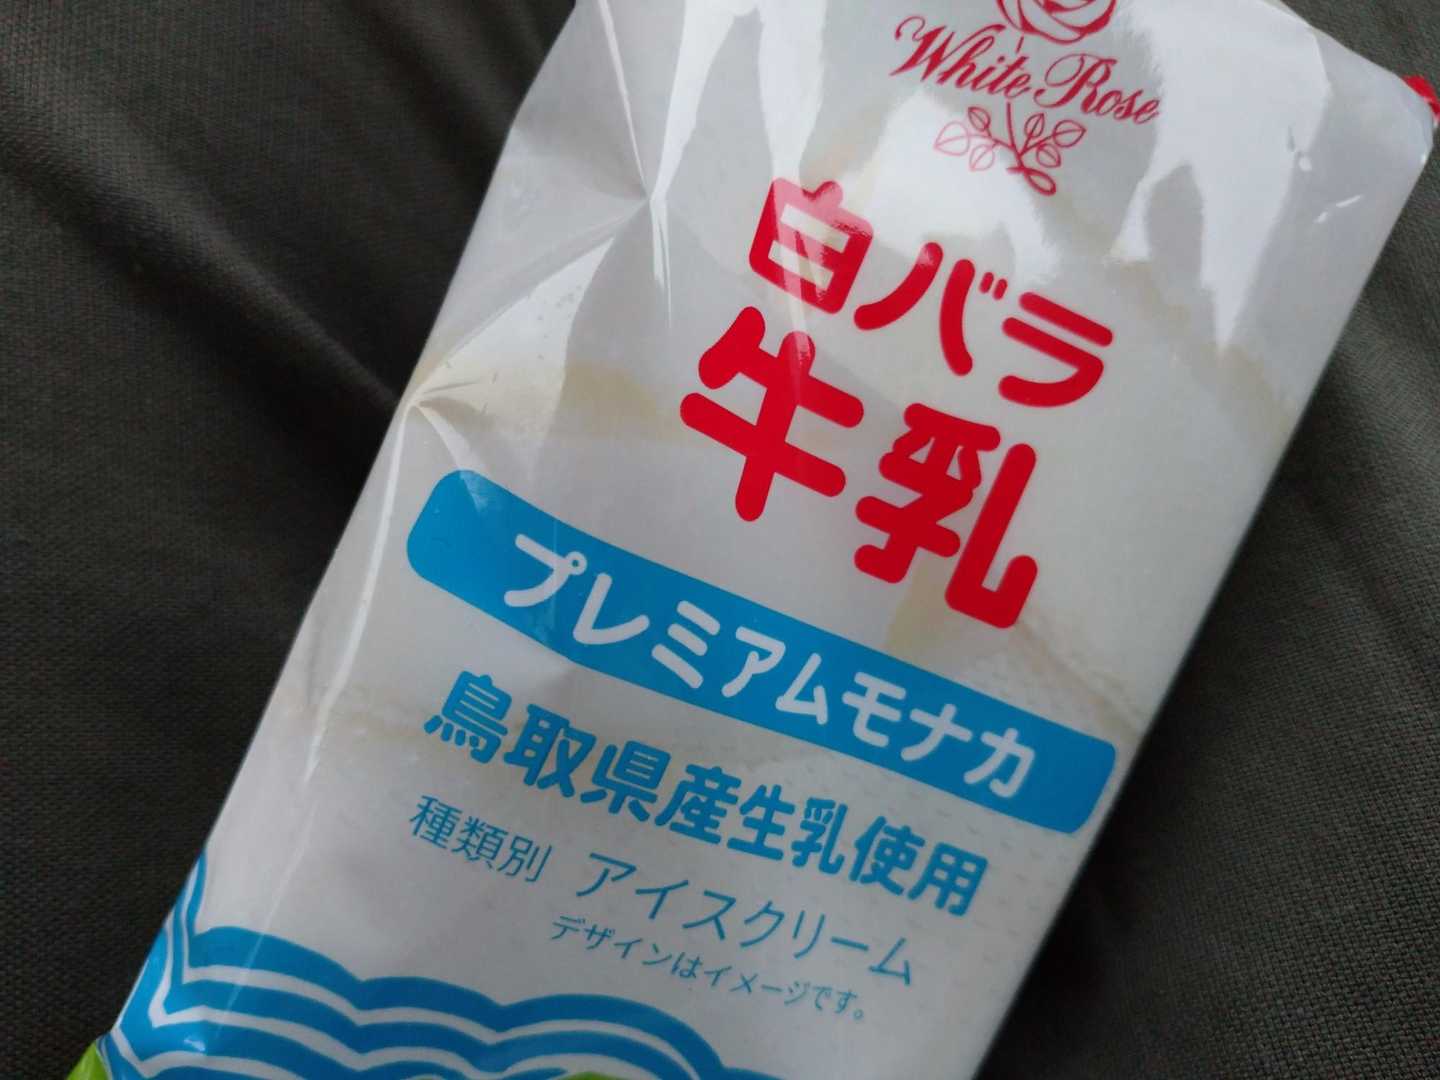 White Rose
白バラ
牛乳
プレミアムモナカ
鳥取県産生乳使用
種類別 アイスクリーム
デザインはイメージです。